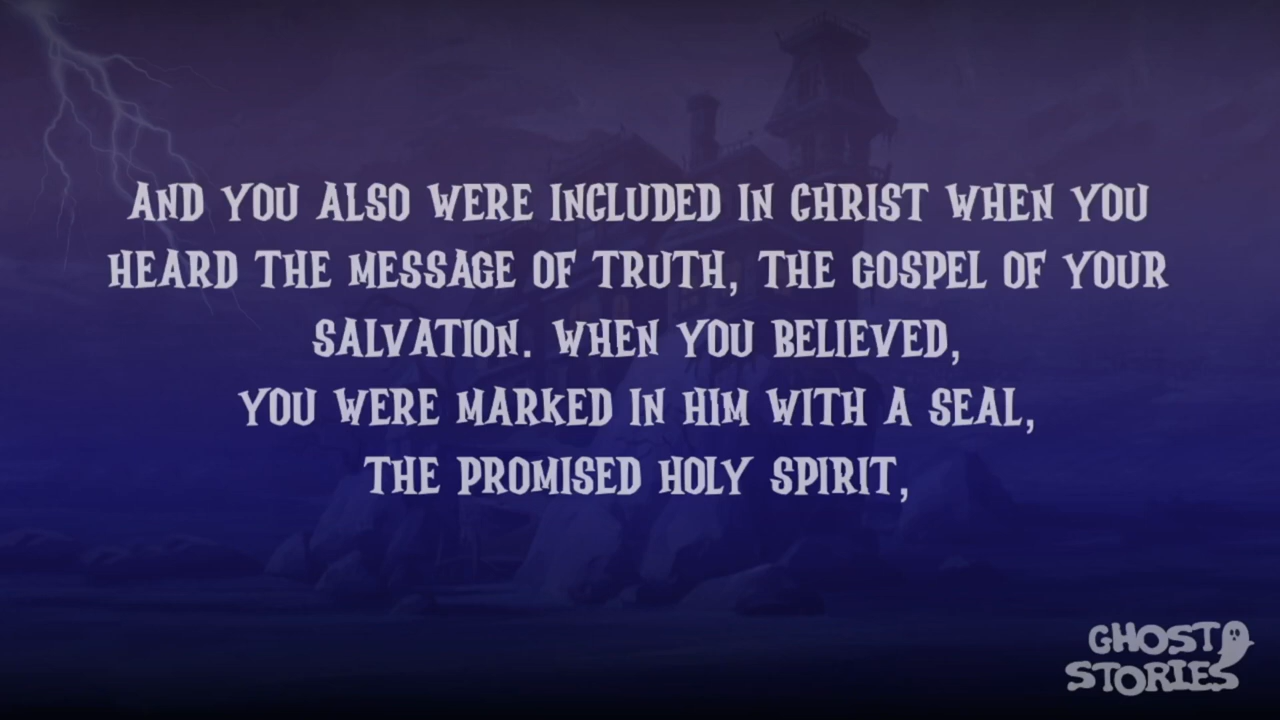 AND YOU ALSO WERE INCLUDED IN CHRIST WHEN YOU
HEARD THE MESSAGE OF TRUTH, THE GOSPEL OF YOUR
SALVATION. WHEN YOU BELIEVED,
YOU WERE MARKED IN HIM WITH A SEAL,
THE PROMISED HOLY SPIRIT,
GHOST
STORIES